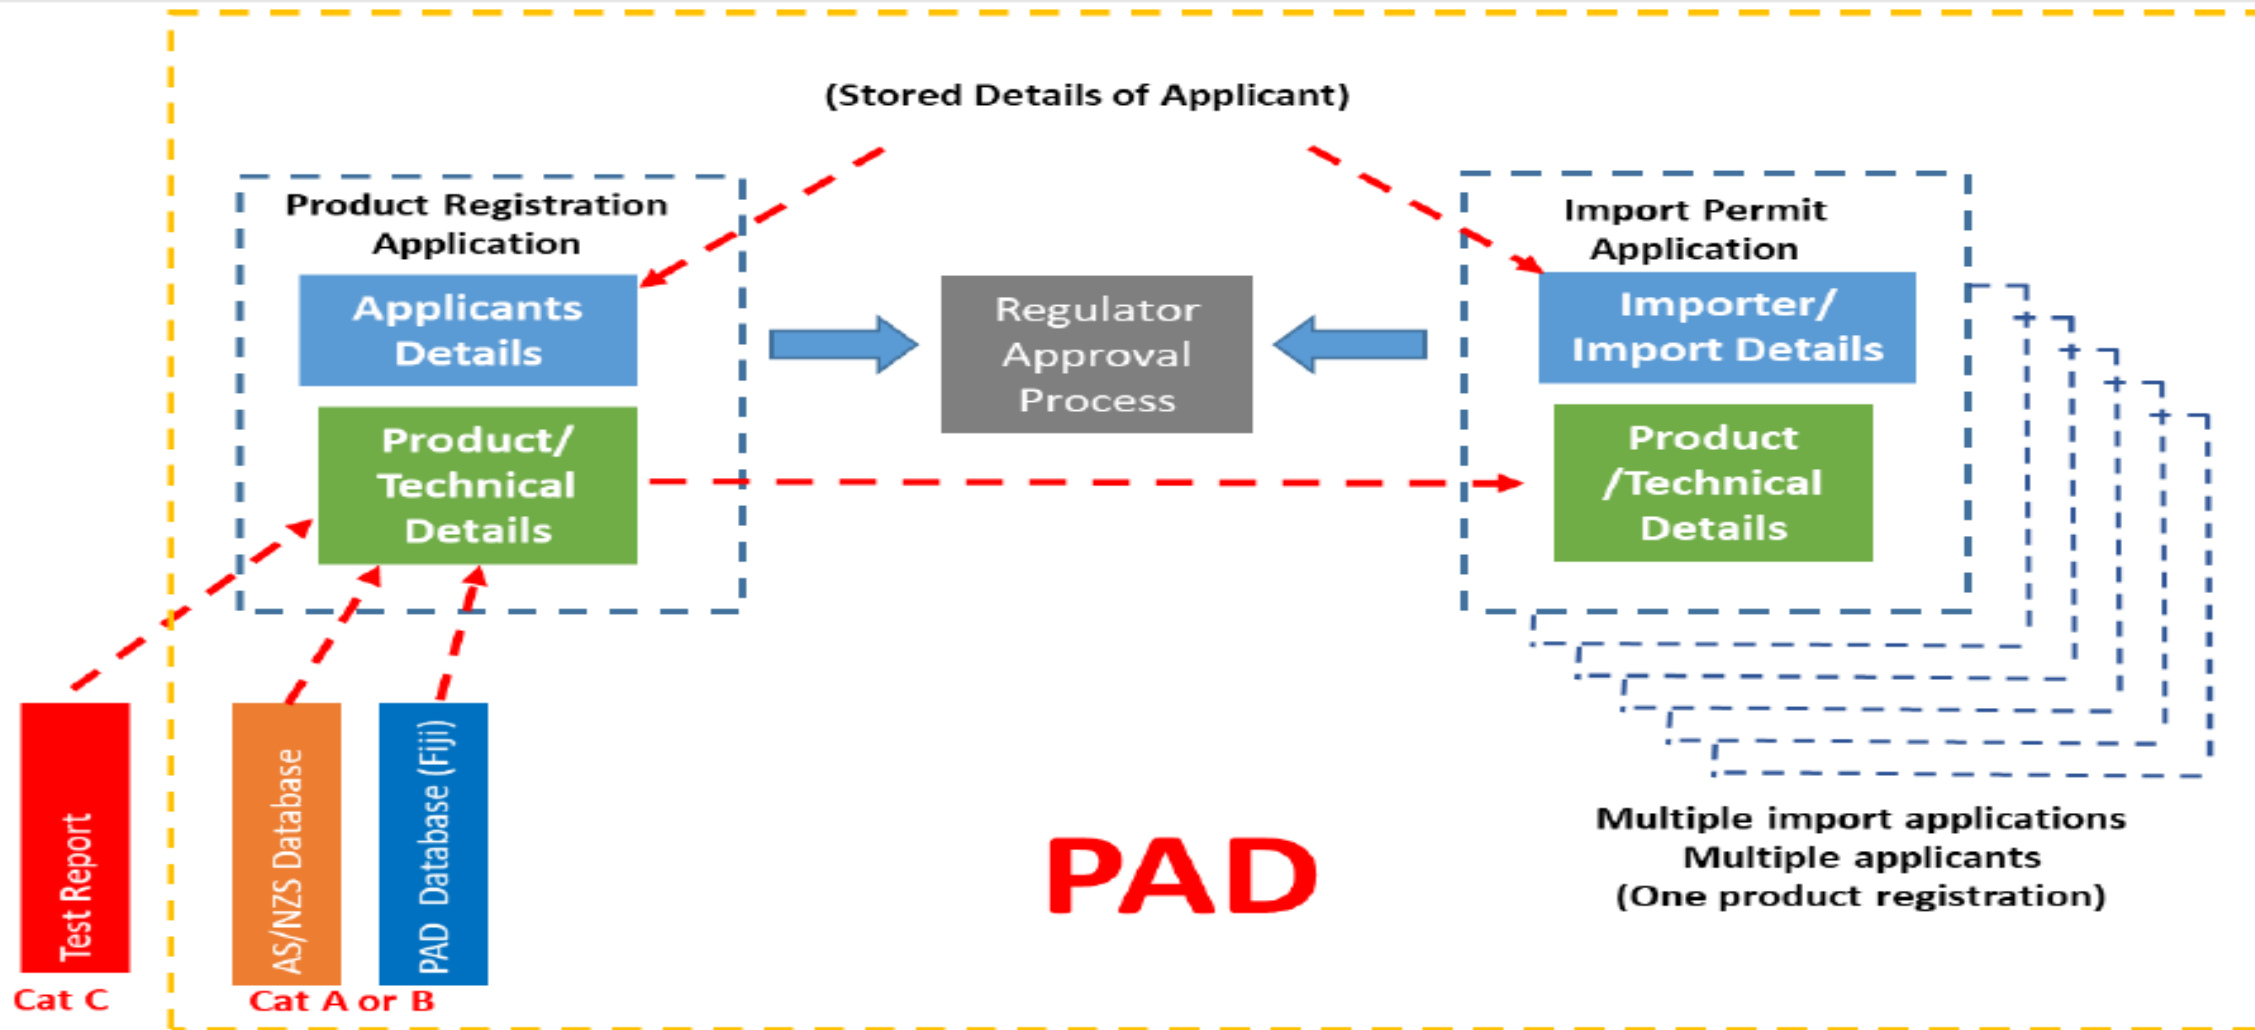 (Stored Details of Applicant)
Product Registration
Application
Applicants
Details
Product/
Technical
Details
Regulator
Approval
Process
Import Permit
Application
Importer/
Import Details
Product
/Technical
Details
Test Report
Cat C
AS/NZS Database
PAD Database (Fiji)
Cat A or B
PAD
Multiple import applications
Multiple applicants
(One product registration)